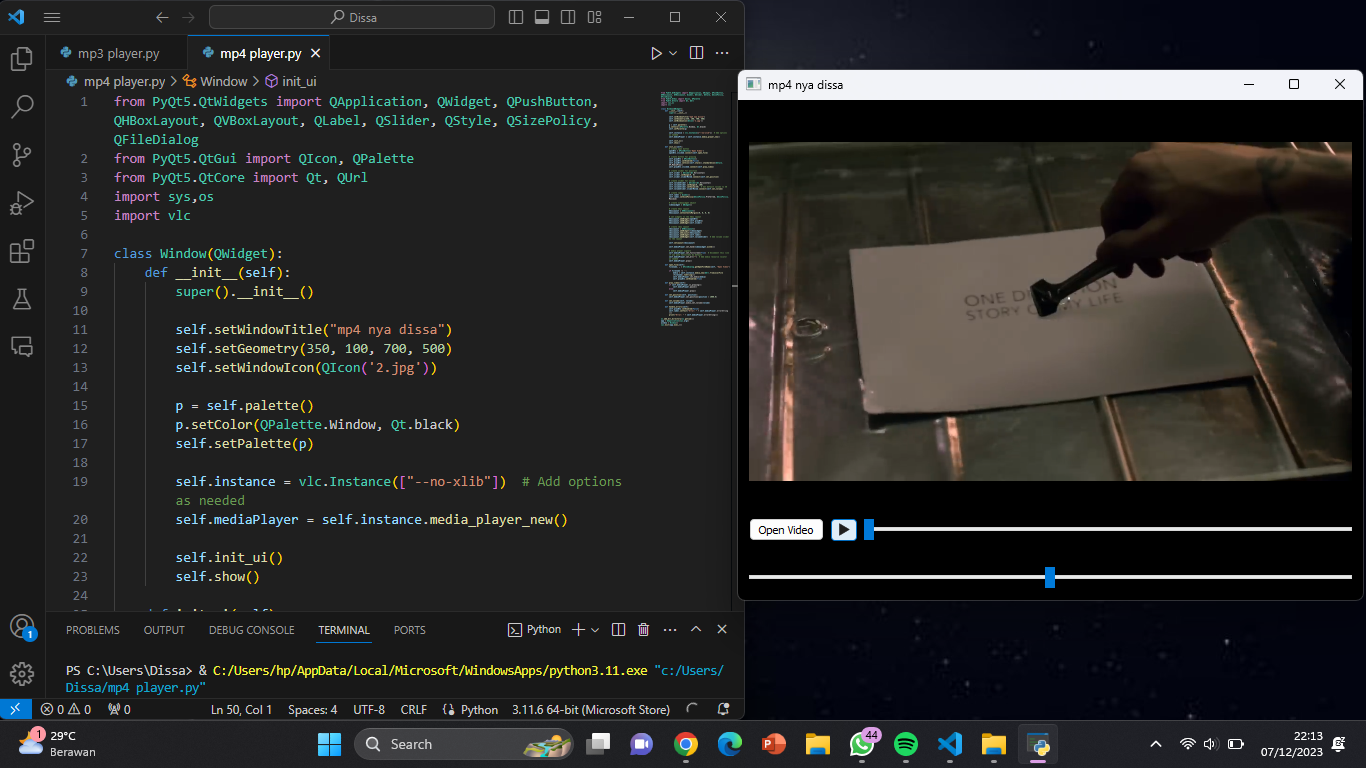 Dissa
mp3 player.py
mp4 player.py
mp4 player.py > Window > init_ui
1 from PyQt5.QtWidgets import QApplication, QWidget, QPushButton,
QHBoxLayout, QVBoxLayout, QLabel, QSlider, QStyle, QSizePolicy,
QFileDialog
2 from PyQt5.QtGui import QIcon, QPalette
3 from PyQt5.QtCore import Qt, QUrl
4 import sys,os
5 import vlc
6
7 class Window(QWidget):
8 def __init__(self):
9 super().__init__()
10
11 self.setWindowTitle("mp4 nya dissa")
12 self.setGeometry(350, 100, 700, 500)
13 self.setWindowIcon(QIcon('2.jpg'))
14
15 p = self.palette()
16 p.setColor(QPalette.Window, Qt.black)
17 self.setPalette(p)
18
19 self.instance = vlc.Instance(["--no-xlib"])  # Add options
as needed
20 self.mediaPlayer = self.instance.media_player_new()
21
22 self.init_ui()
23 self.show()
24
PROBLEMS OUTPUT DEBUG CONSOLE TERMINAL PORTS
Python
PS C:\Users\Dissa> & C:/Users/hp/AppData/Local/Microsoft/WindowsApps/python3.11.exe "c:/Users/
Dissa/mp4 player.py"
1
0 0 0
Ln 50, Col 1 Spaces: 4 UTF-8 CRLF Python 3.11.6 64-bit (Microsoft Store)
mp4 nya dissa
ONE
STORY MY LIFE
Open Video
1
29°C
Berawan
Search
44
22:13
07/12/2023